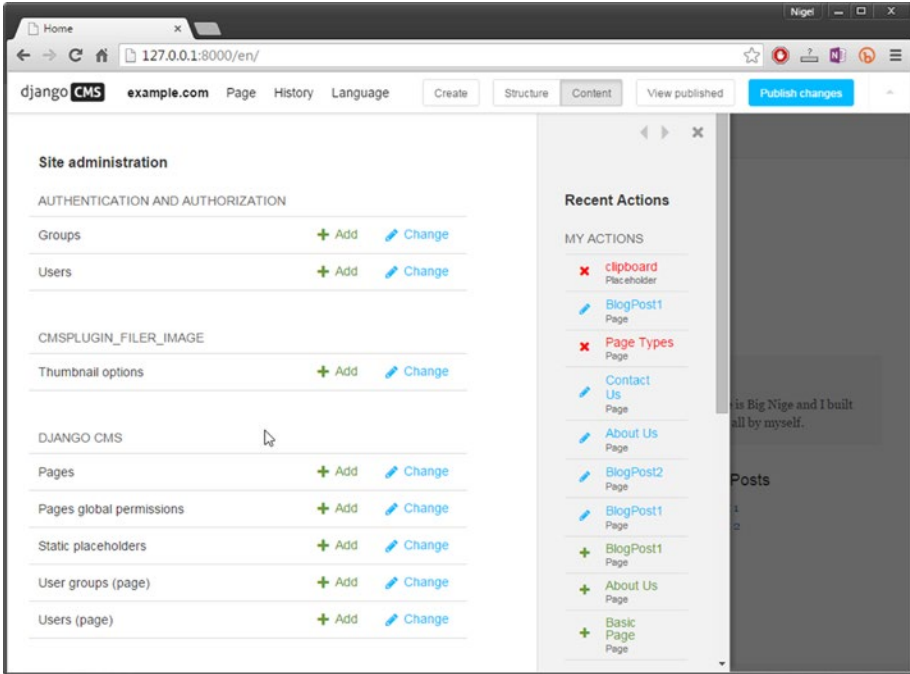 Nigel
Home
127.0.0.1:8000/en/
django CMS example.com Page History Language Create Structure Content View published Publish changes
Site administration
AUTHENTICATION AND AUTHORIZATION
Groups Add Change
Users Add Change
CMSPLUGIN_FILER_IMAGE
Thumbnail options Add Change
DJANGO CMS
Pages Add Change
Pages global permissions Add Change
Static placeholders Add Change
User groups (page) Add Change
Users (page) Add Change
Recent Actions
MY ACTIONS
clipboard
Placeholder
BlogPost1
Page
Page Types
Page
Contact
Us
Page
About Us
Page
BlogPost2
Page
BlogPost1
Page
BlogPost1
Page
About Us
Page
Basic
Page
Page
is Big Nige and I built
all by myself.
Posts
1
2